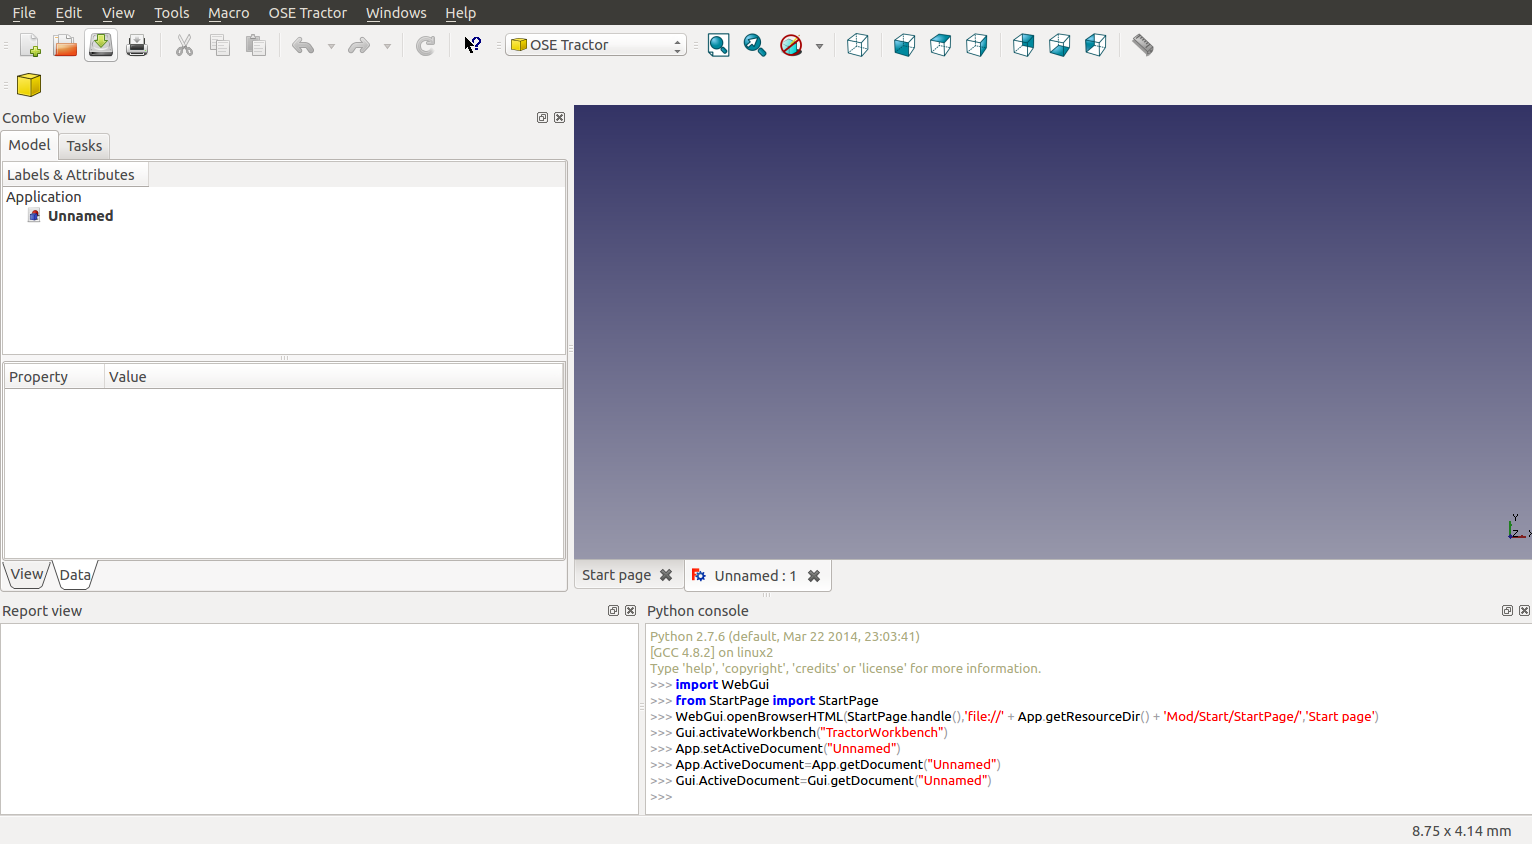 File Edit View Tools Macro OSE Tractor Windows Help
OSE Tractor
Combo View
Model Tasks
Labels & Attributes
Application
Unnamed
Property Value
View Data
Y
Z x
Start page Unnamed : 1
Report view
Python console
Python 2.7.6 (default, Mar 22 2014, 23:03:41)
[GCC 4.8.2] on linux2
Type 'help', 'copyright', 'credits' or 'license' for more information.
>>> import WebGui
>>> from StartPage import StartPage
>>> WebGui.openBrowserHTML(StartPage.handle(),'file://' + App.getResourceDir() + 'Mod/Start/StartPage/','Start page')
>>> Gui.activateWorkbench("TractorWorkbench")
>>> App.setActiveDocument("Unnamed")
>>> App.ActiveDocument=App.getDocument("Unnamed")
>>> Gui.ActiveDocument=Gui.getDocument("Unnamed")
>>>
8.75 x 4.14 mm